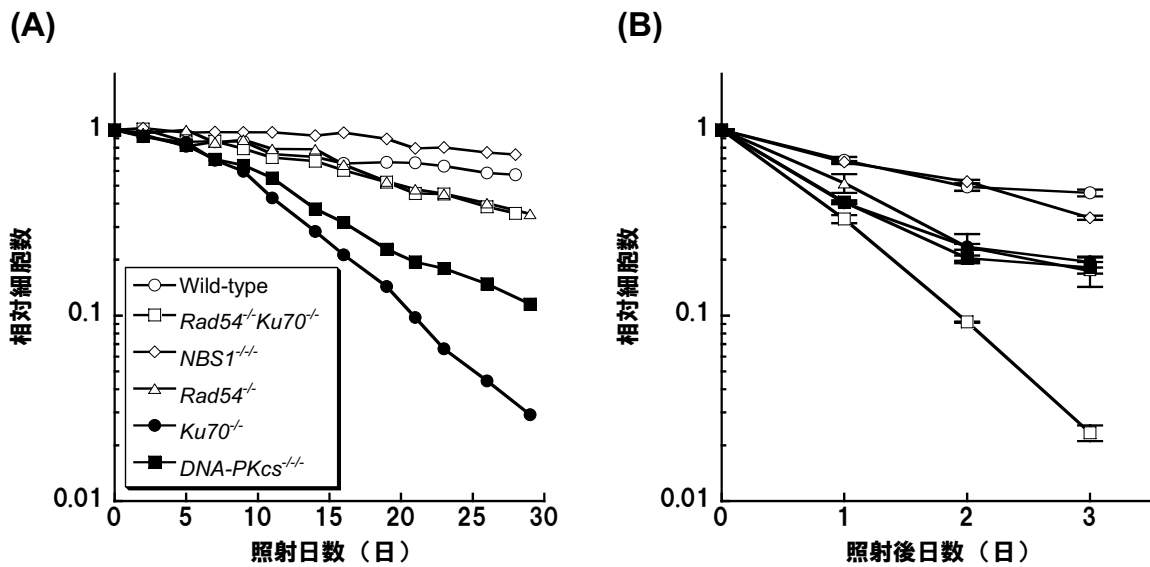 (A)
(B)
1
0.1
0.01
相対細胞数
0 5 10 15 20 25 30
照射日数（日）
Wild-type
Rad54-/-Ku70-/-
NBS1-/-/-
Rad54-/-
Ku70-/-
DNA-PKcs-/-/-
1
0.1
0.01
相対細胞数
0 1 2 3
照射後日数（日）